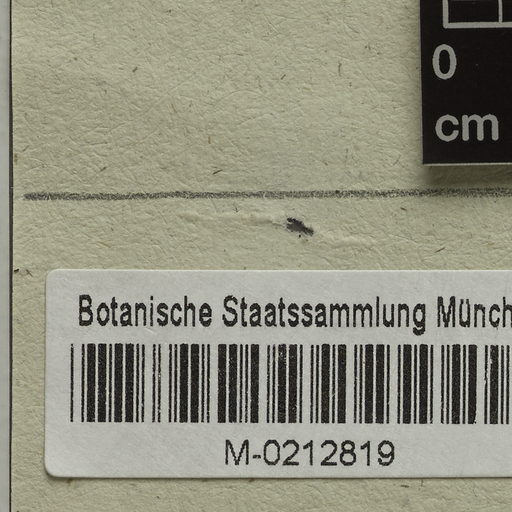 0
cm
Botanische Staatssammlung Münch
M-0212819